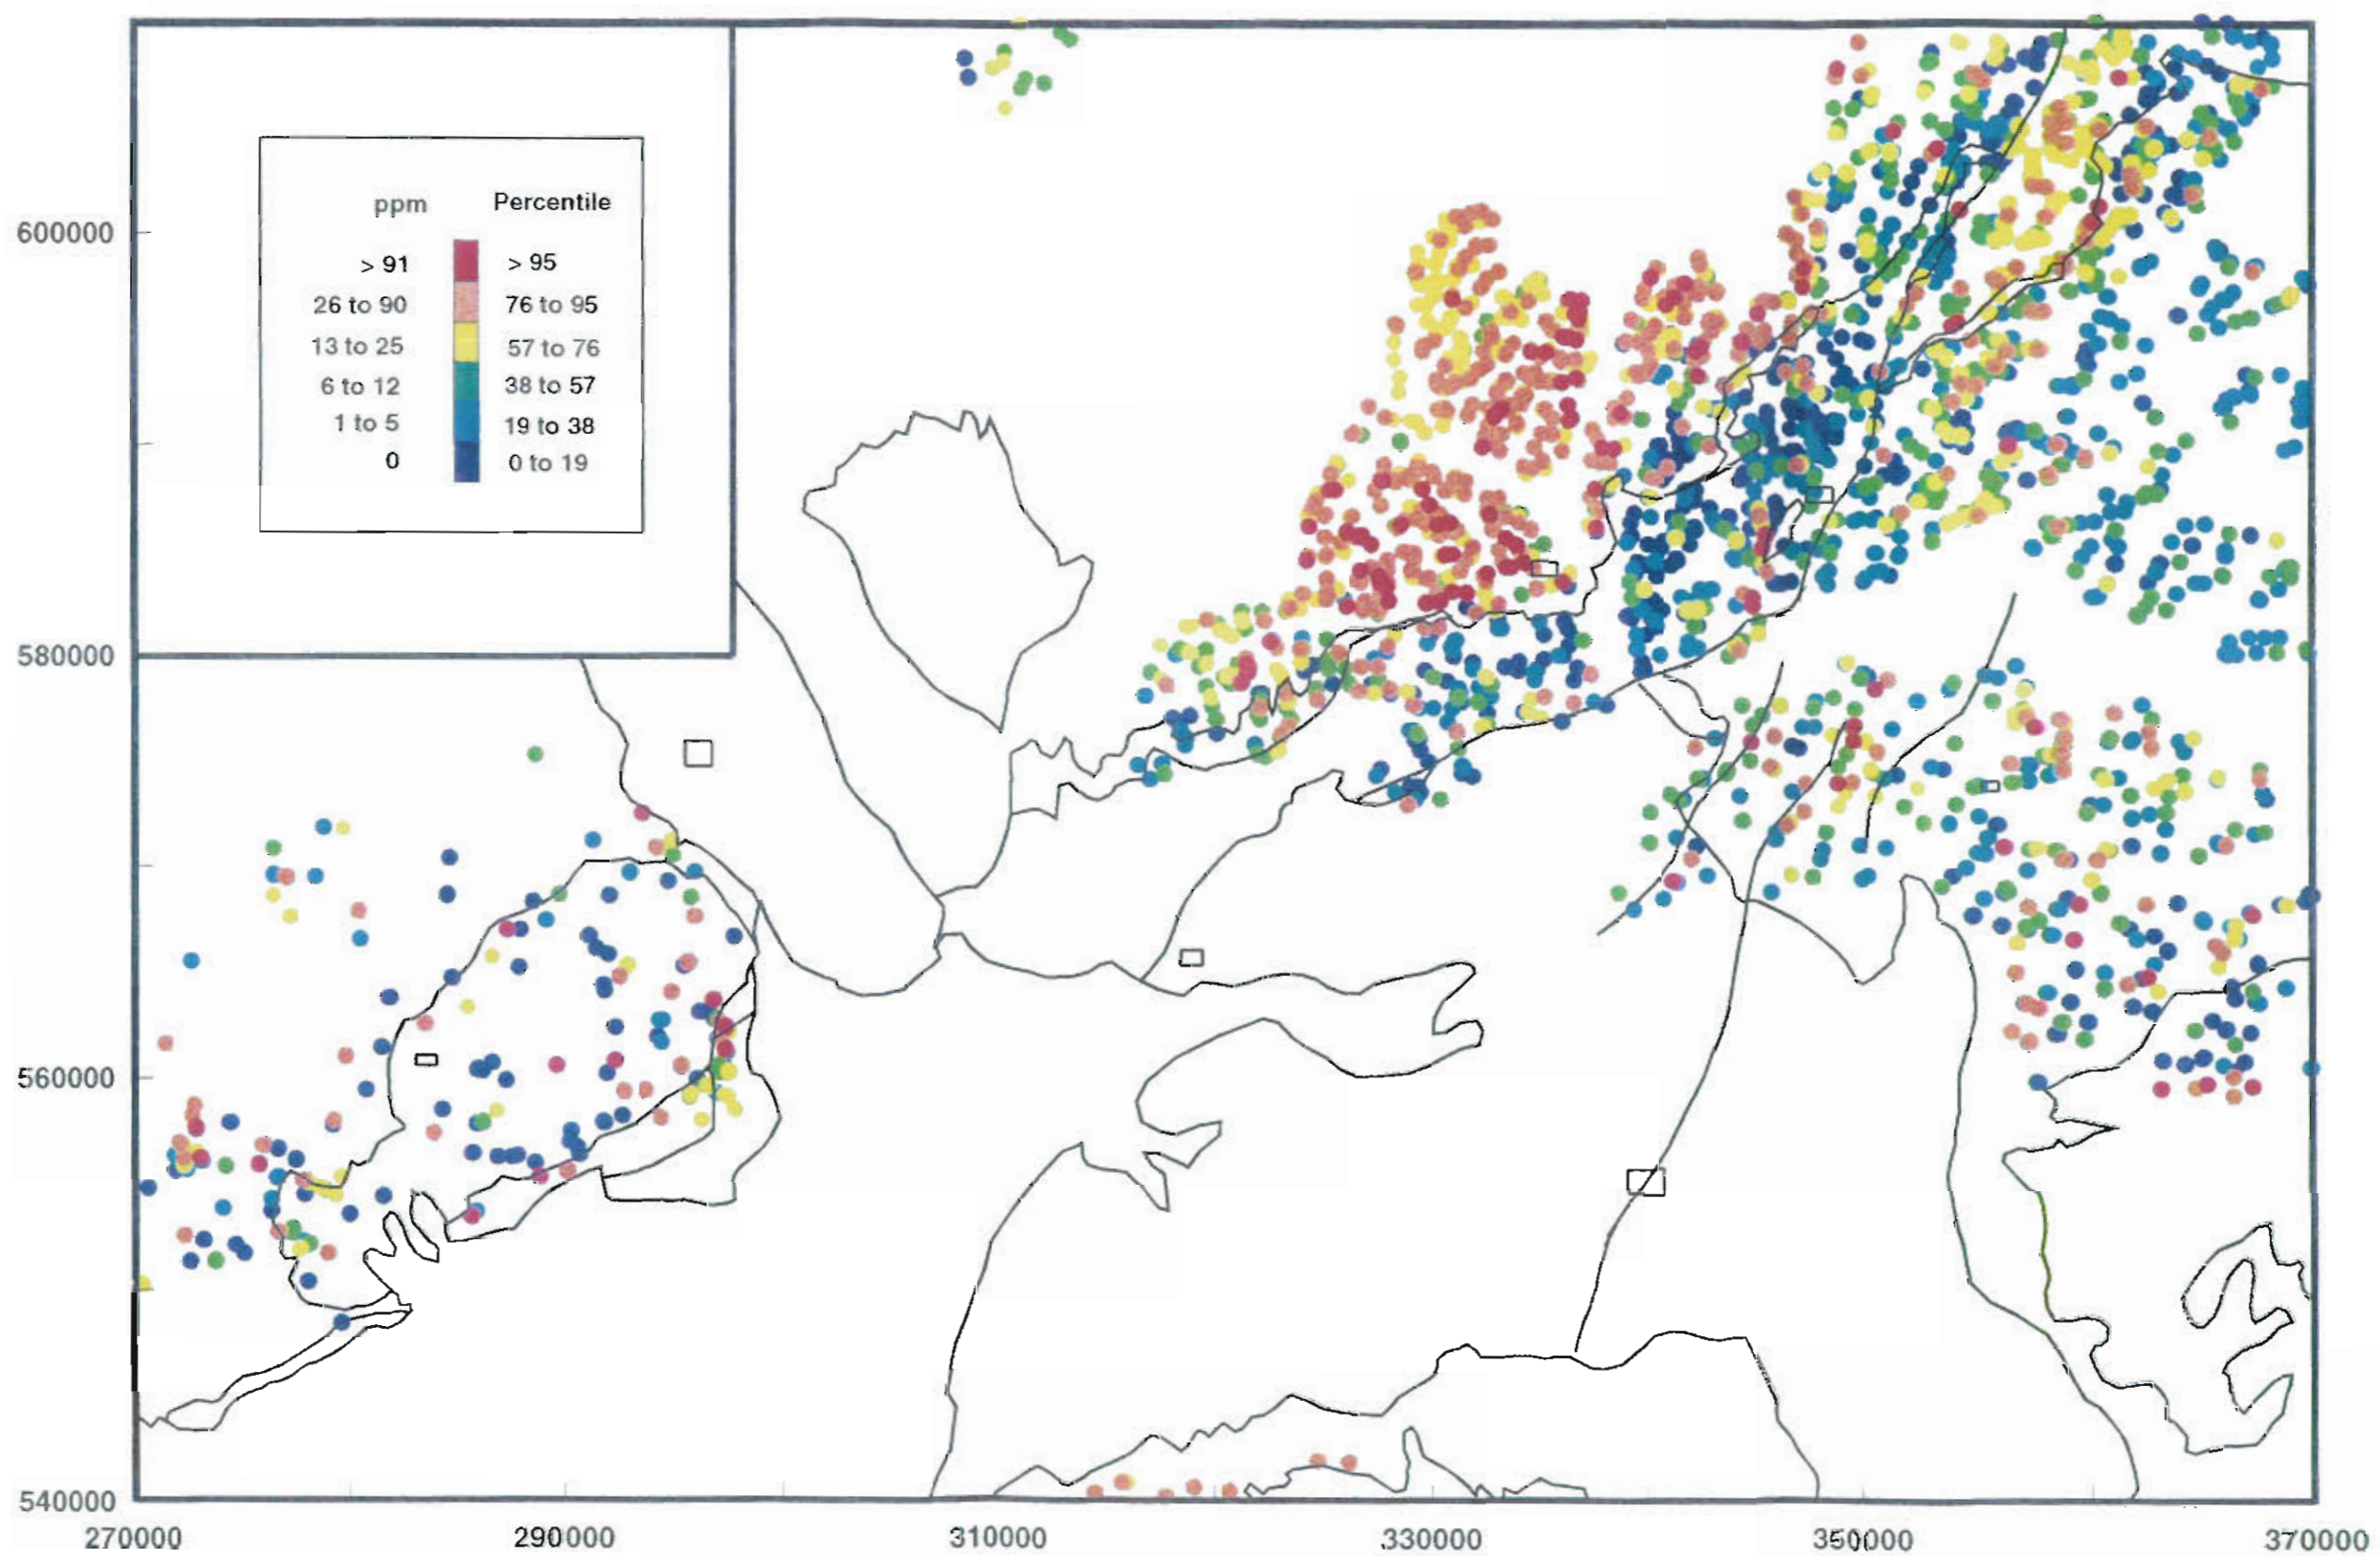 ppm Percentile
> 91 > 95
26 to 90 76 to 95
13 to 25 57 to 76
6 to 12 38 to 57
1 to 5 19 to 38
0 0 to 19
600000
580000
560000
540000
270000 290000 310000 330000 350000 370000